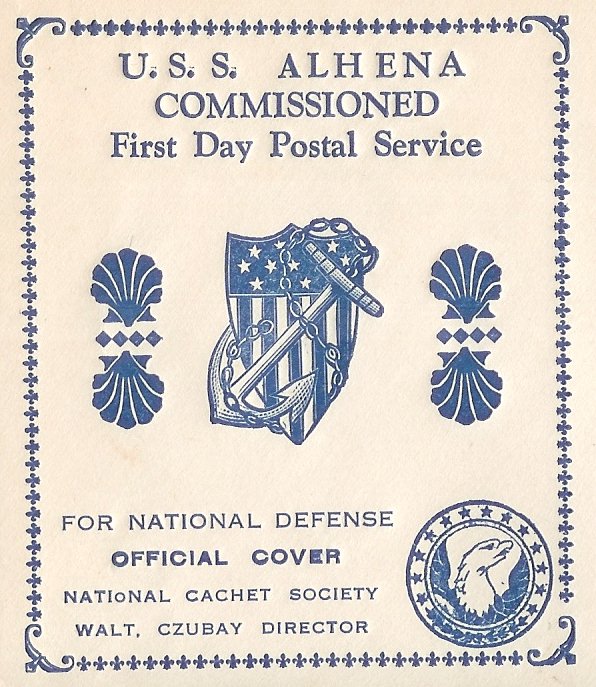 U. S. S. ALHENA
COMMISSIONED
First Day Postal Service
FOR NATIONAL DEFENSE
OFFICIAL COVER
NATIONAL CACHET SOCIETY
WALT, CZUBAY DIRECTOR